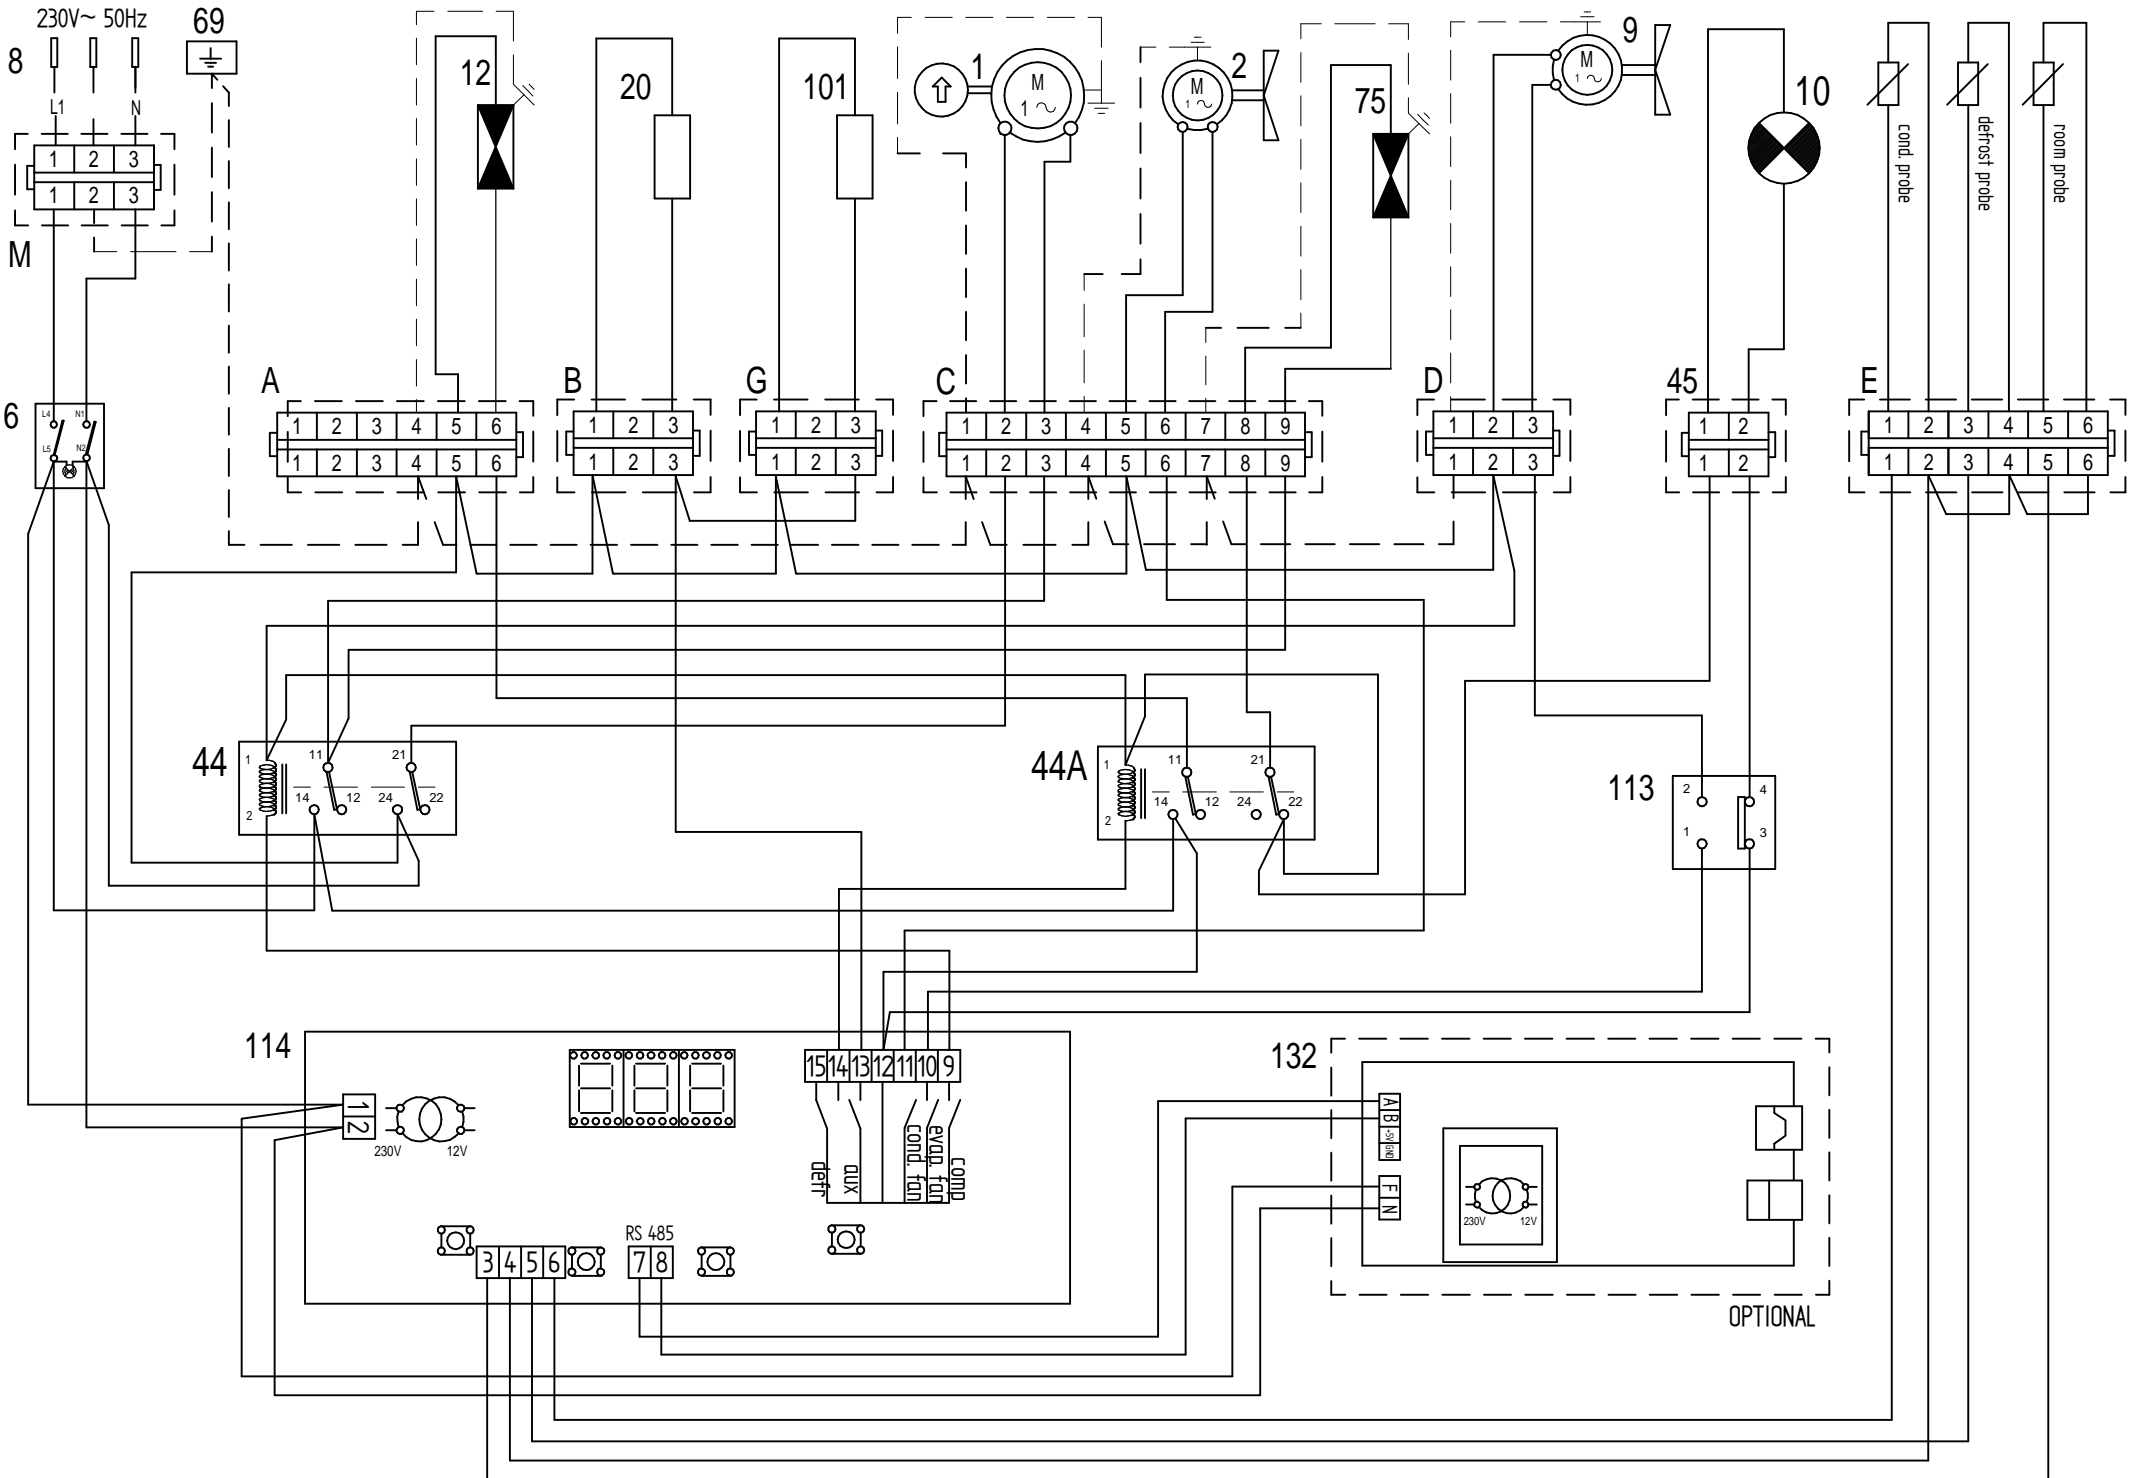 230V~ 50Hz
69
8
L1 N
1 2 3
1 2 3
M
12
20
101
1
M
1 ~
2
M
1 ~
75
9
M
1 ~
10
cond. probe
defrost probe
room probe
6
L4 N1
L5 N2
A
1 2 3 4 5 6
1 2 3 4 5 6
B
1 2 3
1 2 3
G
1 2 3
1 2 3
C
1 2 3 4 5 6 7 8 9
1 2 3 4 5 6 7 8 9
D
1 2 3
1 2 3
45
1 2
1 2
E
1 2 3 4 5 6
1 2 3 4 5 6
44
1 11 21
14 12 24 22
2
44A
1 11 21
14 12 24 22
2
113
2 4
1 3
114
1 2
230V 12V
15 14 13 12 11 10 9
defr
aux
cond. fan
evap. fan
comp
RS 485
3 4 5 6
7 8
132
A
B
+5V
GND
F
N
230V 12V
OPTIONAL